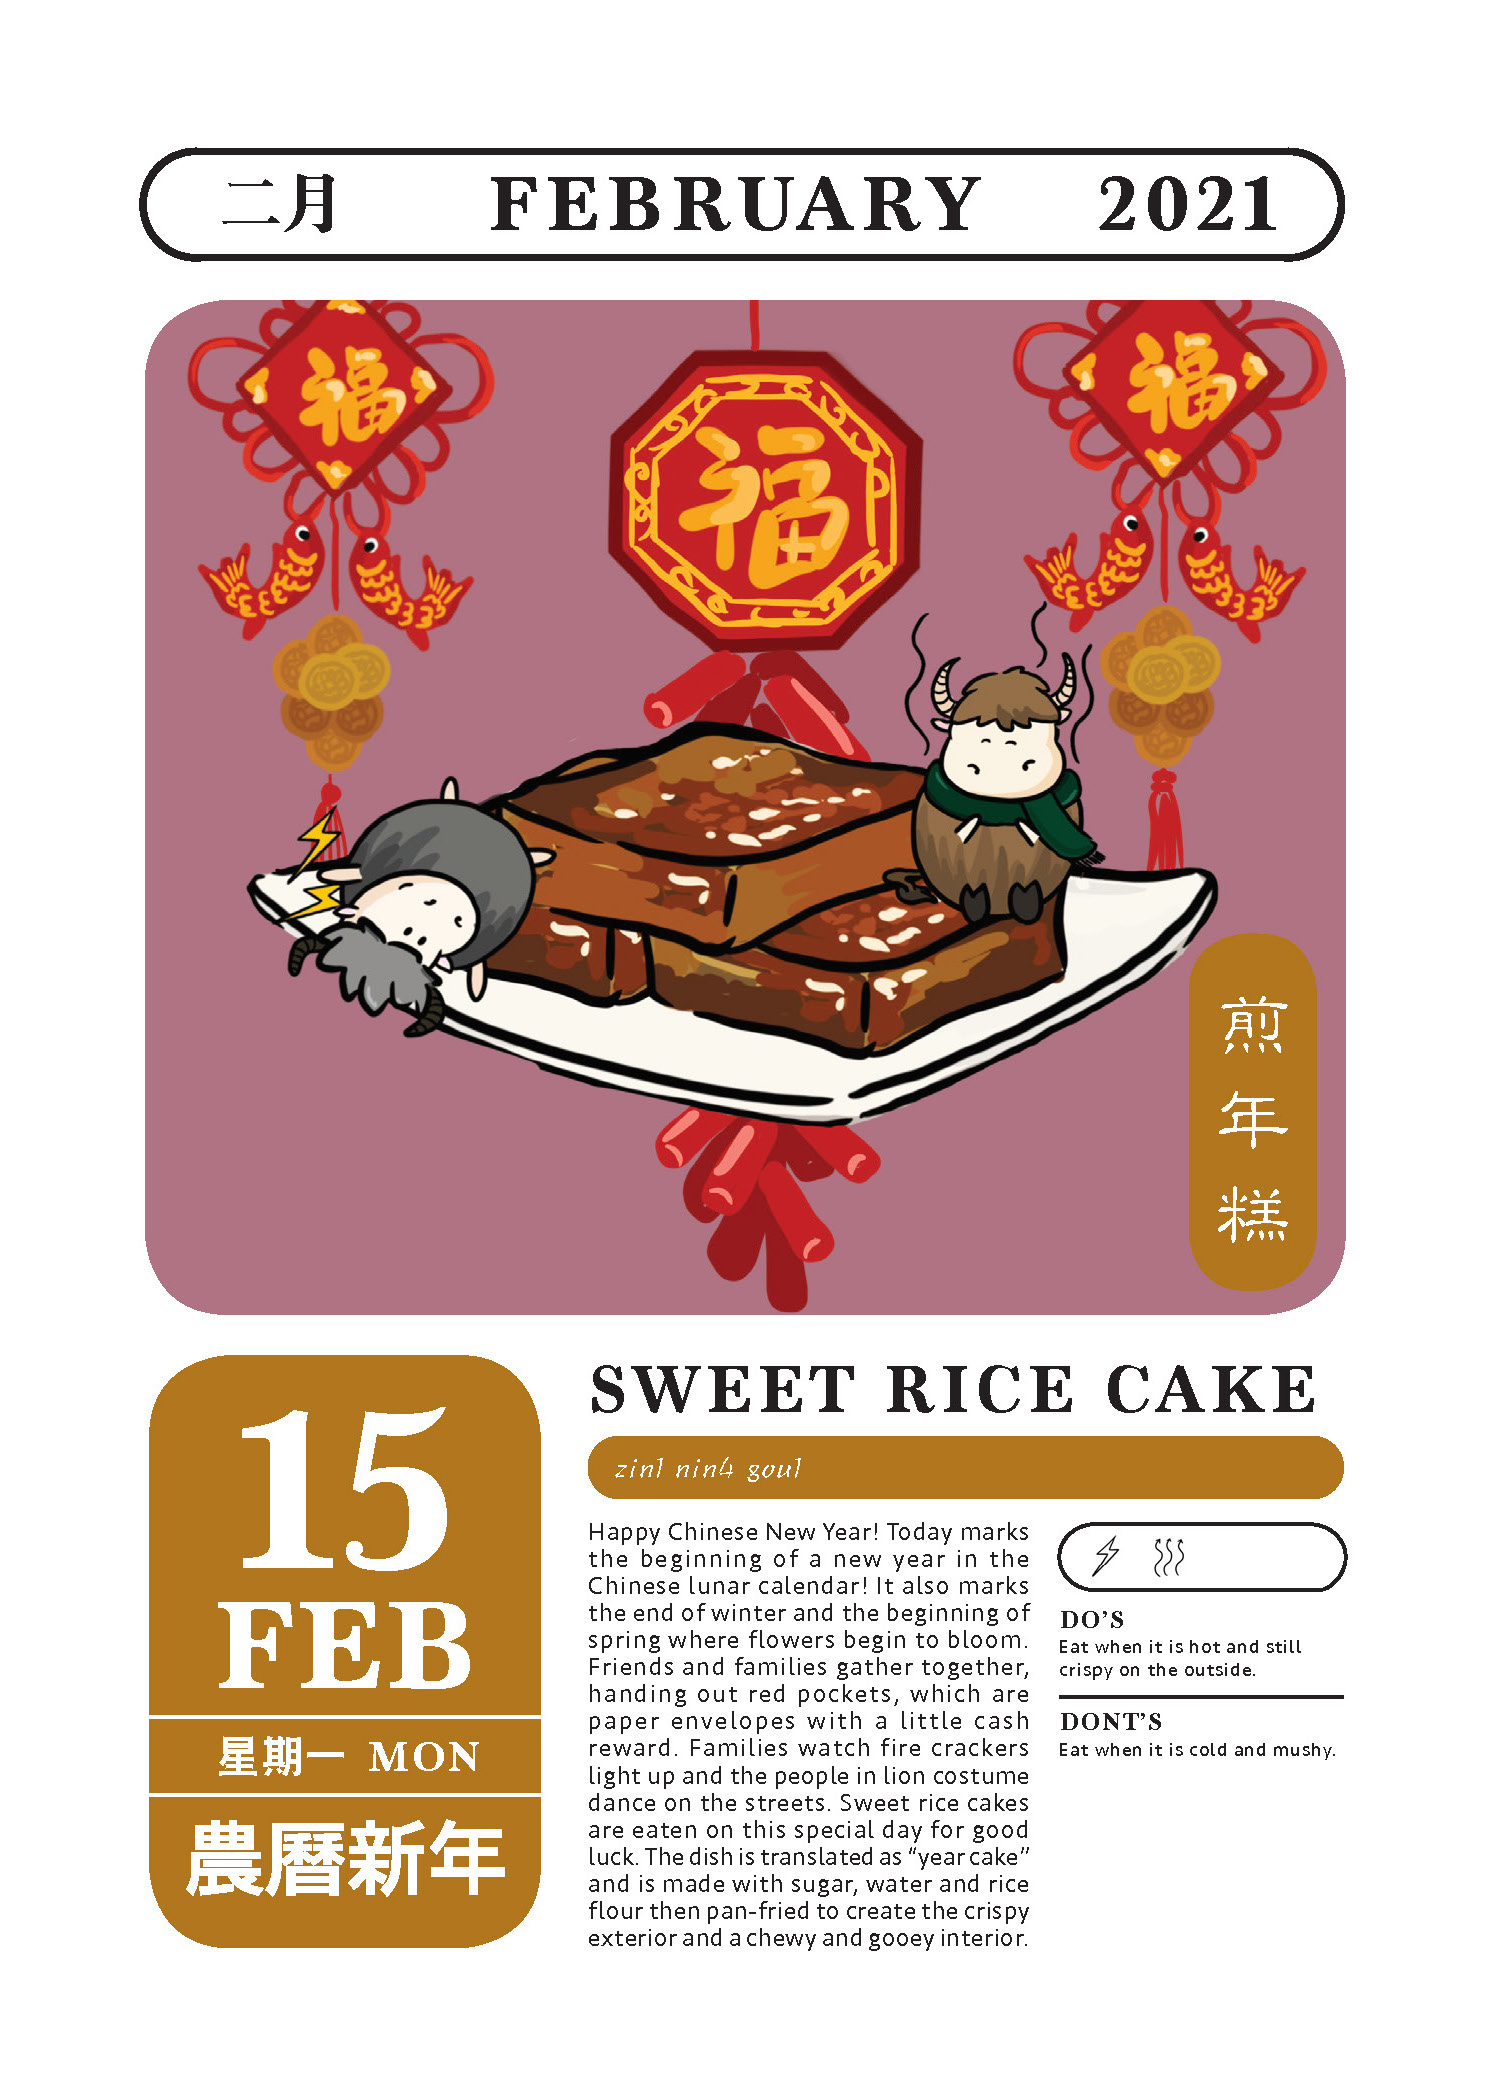 二月 FEBRUARY 2021
福
福
福
煎
年
糕
15
FEB
星期一 MON
農曆新年
SWEET RICE CAKE
zin1 nin4 gou1
Happy Chinese New Year! Today marks
the beginning of a new year in the
Chinese lunar calendar! It also marks
the end of winter and the beginning of
spring where flowers begin to bloom.
Friends and families gather together,
handing out red pockets, which are
paper envelopes with a little cash
reward. Families watch fire crackers
light up and the people in lion costume
dance on the streets. Sweet rice cakes
are eaten on this special day for good
luck. The dish is translated as “year cake”
and is made with sugar, water and rice
flour then pan-fried to create the crispy
exterior and a chewy and gooey interior.
DO’S
Eat when it is hot and still
crispy on the outside.
DONT’S
Eat when it is cold and mushy.